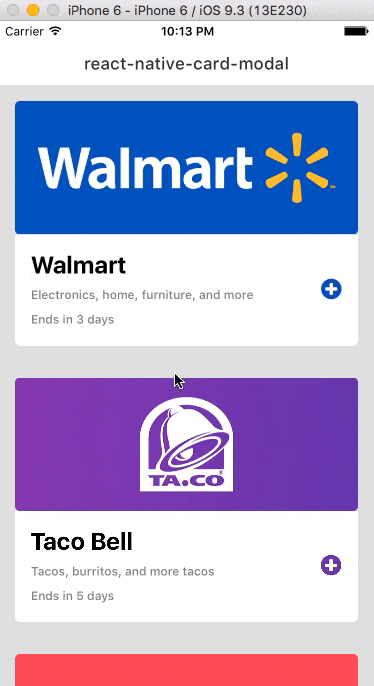 iPhone 6 - iPhone 6 / iOS 9.3 (13E230)
Carrier 10:13 PM
react-native-card-modal
Walmart
™
Walmart
Electronics, home, furniture, and more
Ends in 3 days
TA.CO
®
Taco Bell
Tacos, burritos, and more tacos
Ends in 5 days